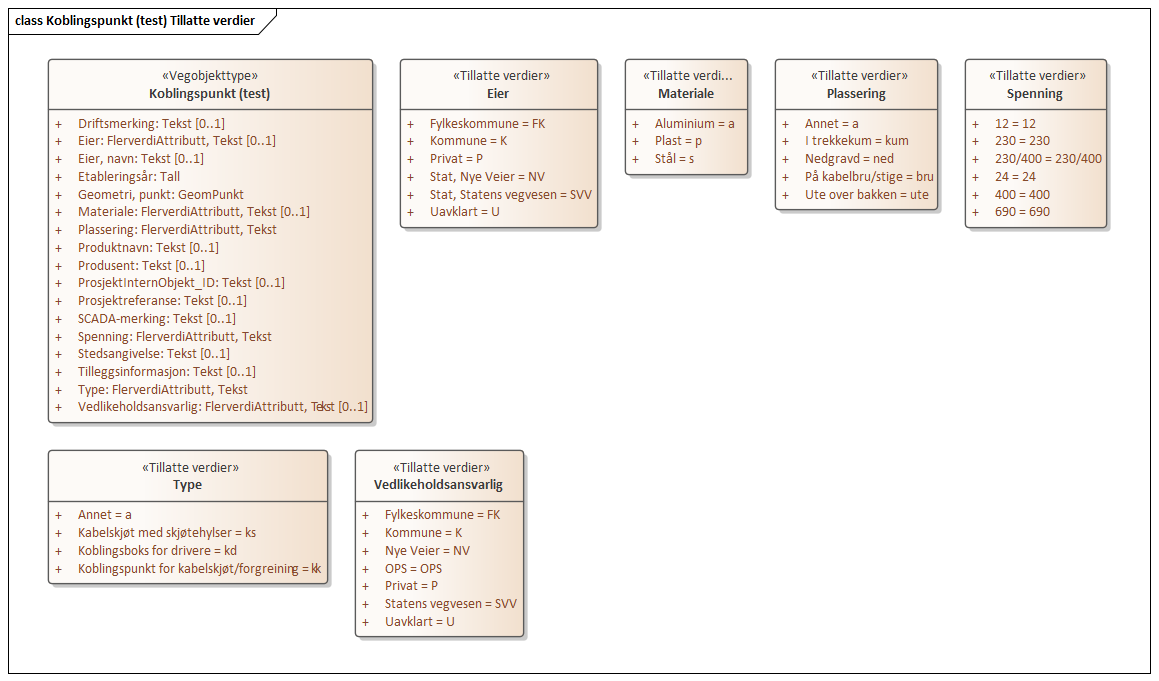 class Koblingspunkt (test) Tillatte verdier
«Vegobjekttype»
Koblingspunkt (test)
+ Driftsmerking: Tekst [0..1]
+ Eier: FlerverdiAttributt, Tekst [0..1]
+ Eier, navn: Tekst [0..1]
+ Etableringsår: Tall
+ Geometri, punkt: GeomPunkt
+ Materiale: FlerverdiAttributt, Tekst [0..1]
+ Plassering: FlerverdiAttributt, Tekst
+ Produktnavn: Tekst [0..1]
+ Produsent: Tekst [0..1]
+ ProsjektInternObjekt_ID: Tekst [0..1]
+ Prosjektreferanse: Tekst [0..1]
+ SCADA-merking: Tekst [0..1]
+ Spenning: FlerverdiAttributt, Tekst
+ Stedsangivelse: Tekst [0..1]
+ Tilleggsinformasjon: Tekst [0..1]
+ Type: FlerverdiAttributt, Tekst
+ Vedlikeholdsansvarlig: FlerverdiAttributt, Tekst [0..1]
«Tillatte verdier»
Eier
+ Fylkeskommune = FK
+ Kommune = K
+ Privat = P
+ Stat, Nye Veier = NV
+ Stat, Statens vegvesen = SVV
+ Uavklart = U
«Tillatte verdi...
Materiale
+ Aluminium = a
+ Plast = p
+ Stål = s
«Tillatte verdier»
Plassering
+ Annet = a
+ I trekkekum = kum
+ Nedgravd = ned
+ På kabelbru/stige = bru
+ Ute over bakken = ute
«Tillatte verdier»
Spenning
+ 12 = 12
+ 230 = 230
+ 230/400 = 230/400
+ 24 = 24
+ 400 = 400
+ 690 = 690
«Tillatte verdier»
Type
+ Annet = a
+ Kabelskjøt med skjøtehylser = ks
+ Koblingsboks for drivere = kd
+ Koblingspunkt for kabelskjøt/forgreining = kk
«Tillatte verdier»
Vedlikeholdsansvarlig
+ Fylkeskommune = FK
+ Kommune = K
+ Nye Veier = NV
+ OPS = OPS
+ Privat = P
+ Statens vegvesen = SVV
+ Uavklart = U